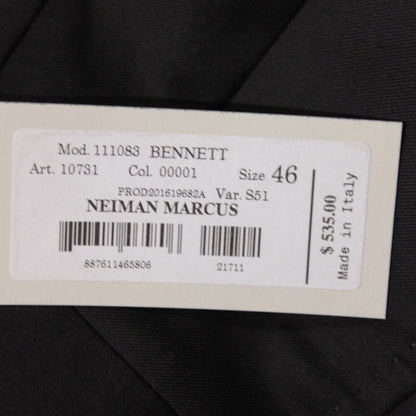 Mod. 111083 BENNETT
Art. 10731 Col. 00001 Size 46
PROD201619682A Var. S51
NEIMAN MARCUS
887611465806 21711
$ 535.00
Made in Italy